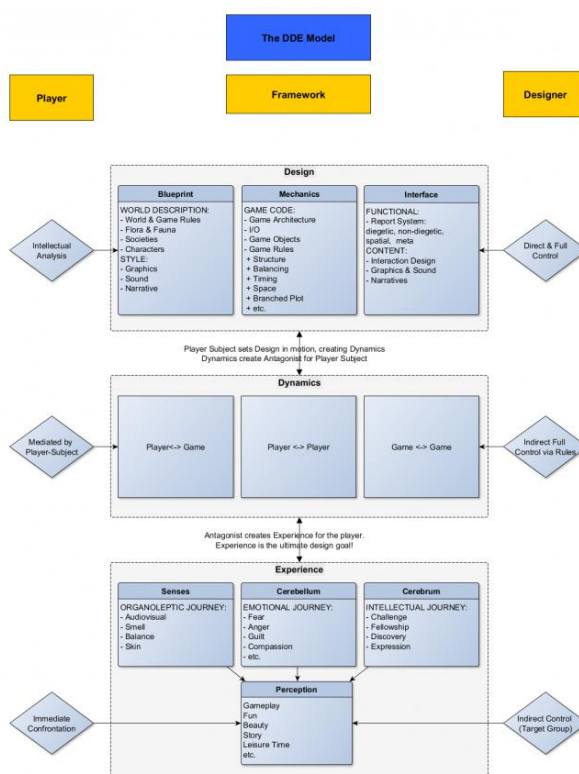 The DDE Model
Player
Framework
Designer
Design
Blueprint
WORLD DESCRIPTION:
- World & Game Rules
- Flora & Fauna
- Societies
- Characters
STYLE:
- Graphics
- Sound
- Narrative
Mechanics
GAME CODE:
- Game Architecture
- I/O
- Game Objects
- Game Rules
+ Structure
+ Balancing
+ Timing
+ Space
+ Branched Plot
+ etc.
Interface
FUNCTIONAL:
- Report System:
diegetic, non-diegetic,
spatial, meta
CONTENT:
- Interaction Design
- Graphics & Sound
- Narratives
Intellectual
Analysis
Direct & Full
Control
Player Subject sets Design in motion, creating Dynamics
Dynamics create Antagonist for Player Subject
Dynamics
Mediated by
Player-Subject
Player<-> Game
Player <-> Player
Game <-> Game
Indirect Full
Control via Rules
Antagonist creates Experience for the player.
Experience is the ultimate design goal!
Experience
Senses
ORGANOLEPTIC JOURNEY:
- Audiovisual
- Smell
- Balance
- Skin
Cerebellum
EMOTIONAL JOURNEY:
- Fear
- Anger
- Guilt
- Compassion
- etc.
Cerebrum
INTELLECTUAL JOURNEY:
- Challenge
- Fellowship
- Discovery
- Expression
Perception
Gameplay
Fun
Beauty
Story
Leisure Time
etc.
Immediate
Confrontation
Indirect Control
(Target Group)